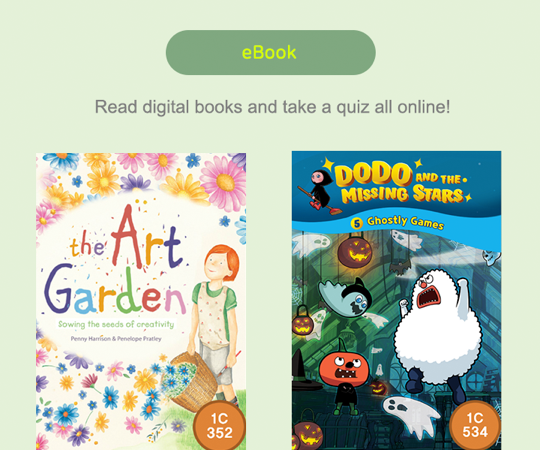 eBook
Read digital books and take a quiz all online!
the Art
Garden
Sowing the seeds of creativity
Penny Harrison & Penelope Pratley
1C
352
DODO AND THE
MISSING STARS
5 Ghostly Games
1C
534